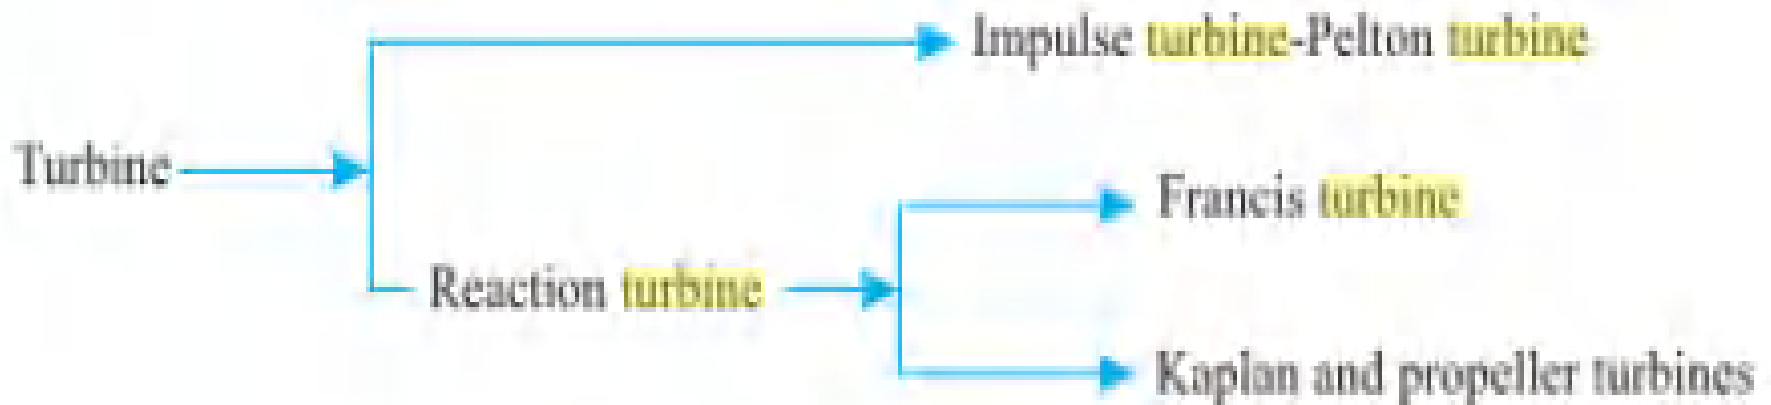 Impulse turbine-Pelton turbine
Turbine
Francis turbine
Reaction turbine
Kaplan and propeller turbines